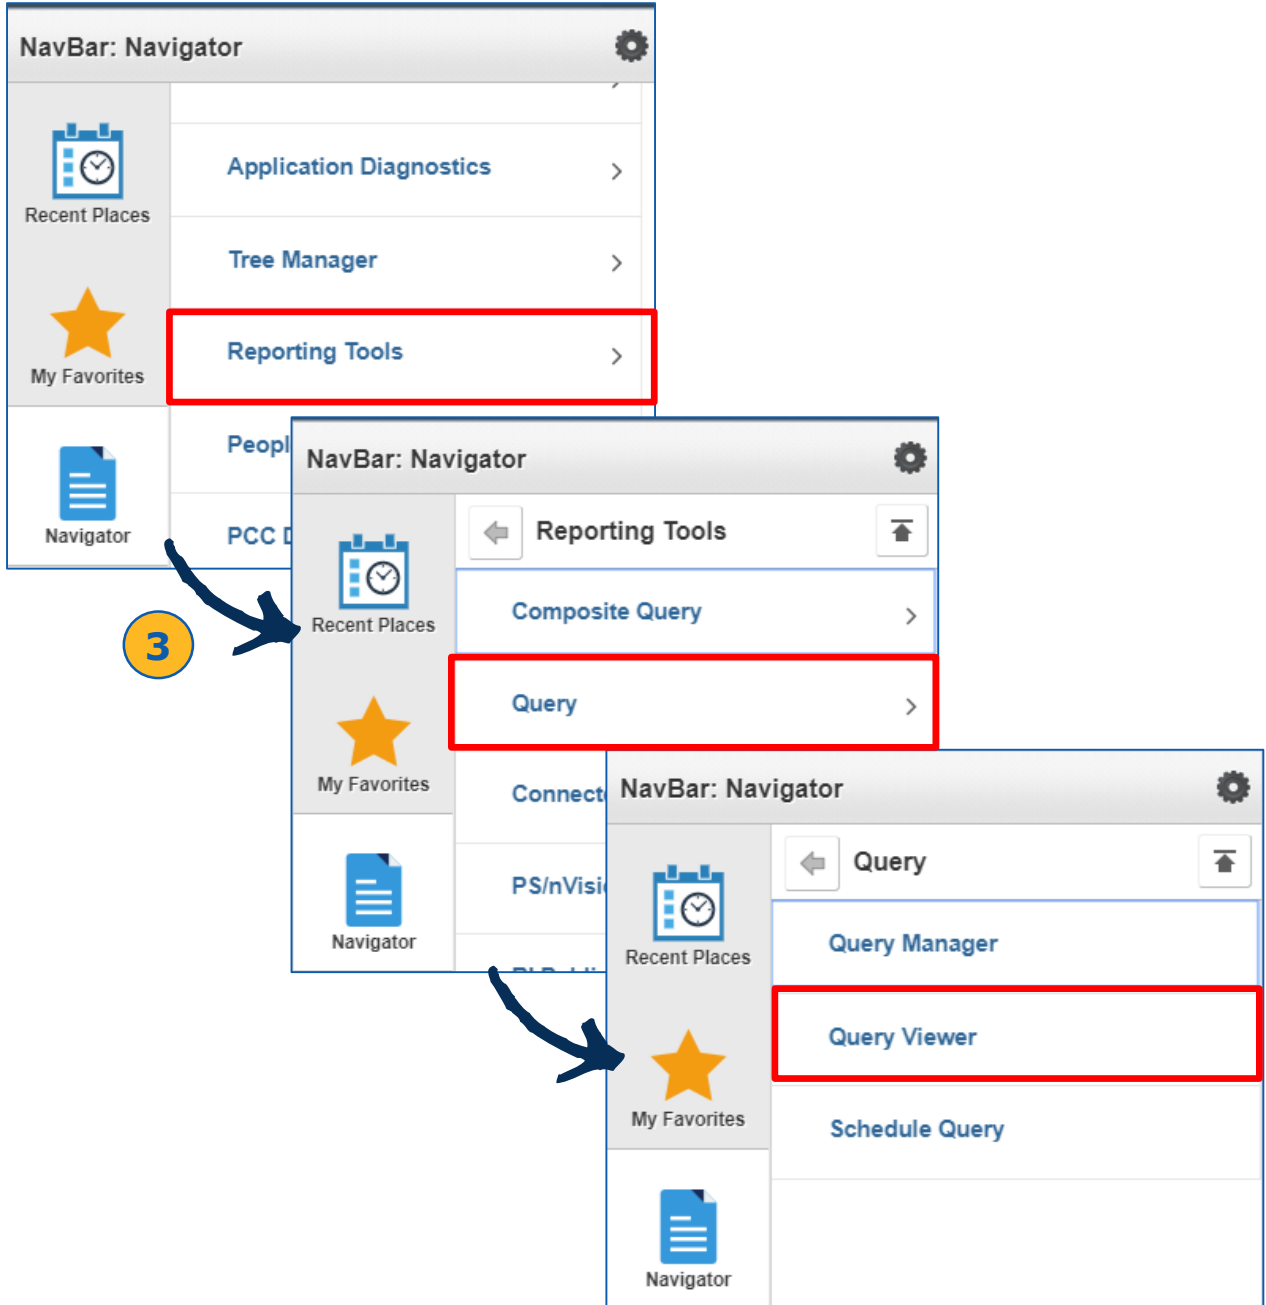 NavBar: Navigator
Recent Places
Application Diagnostics
Tree Manager
My Favorites
Reporting Tools
Navigator
PCC
3
NavBar: Navigator
Reporting Tools
Recent Places
Composite Query
Query
My Favorites
Navigator
NavBar: Navigator
Query
Recent Places
Query Manager
Query Viewer
My Favorites
Schedule Query
Navigator